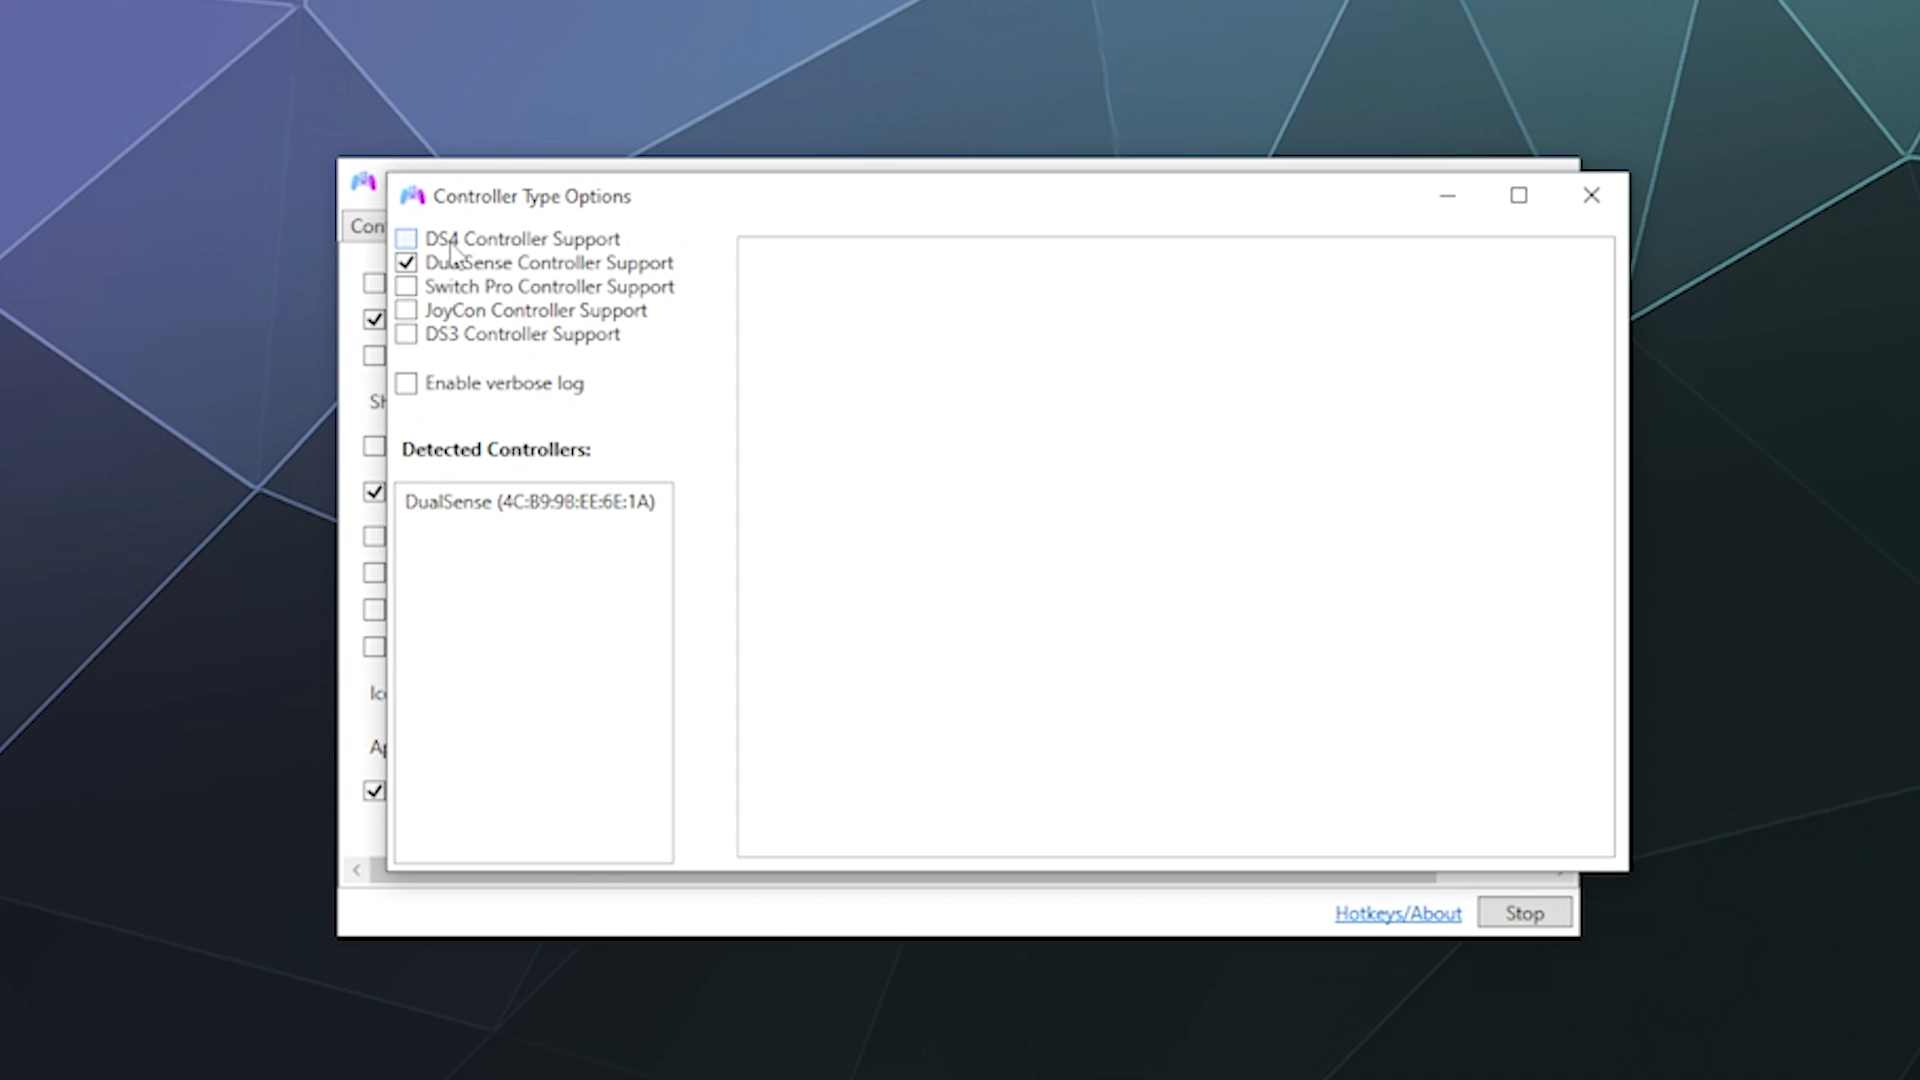 Controller Type Options
Con
DS4 Controller Support
DualSense Controller Support
Switch Pro Controller Support
JoyCon Controller Support
DS3 Controller Support
Enable verbose log
Sh
Detected Controllers:
DualSense (4C:B9:9B:EE:6E:1A)
Ic
Ap
Hotkeys/About
Stop